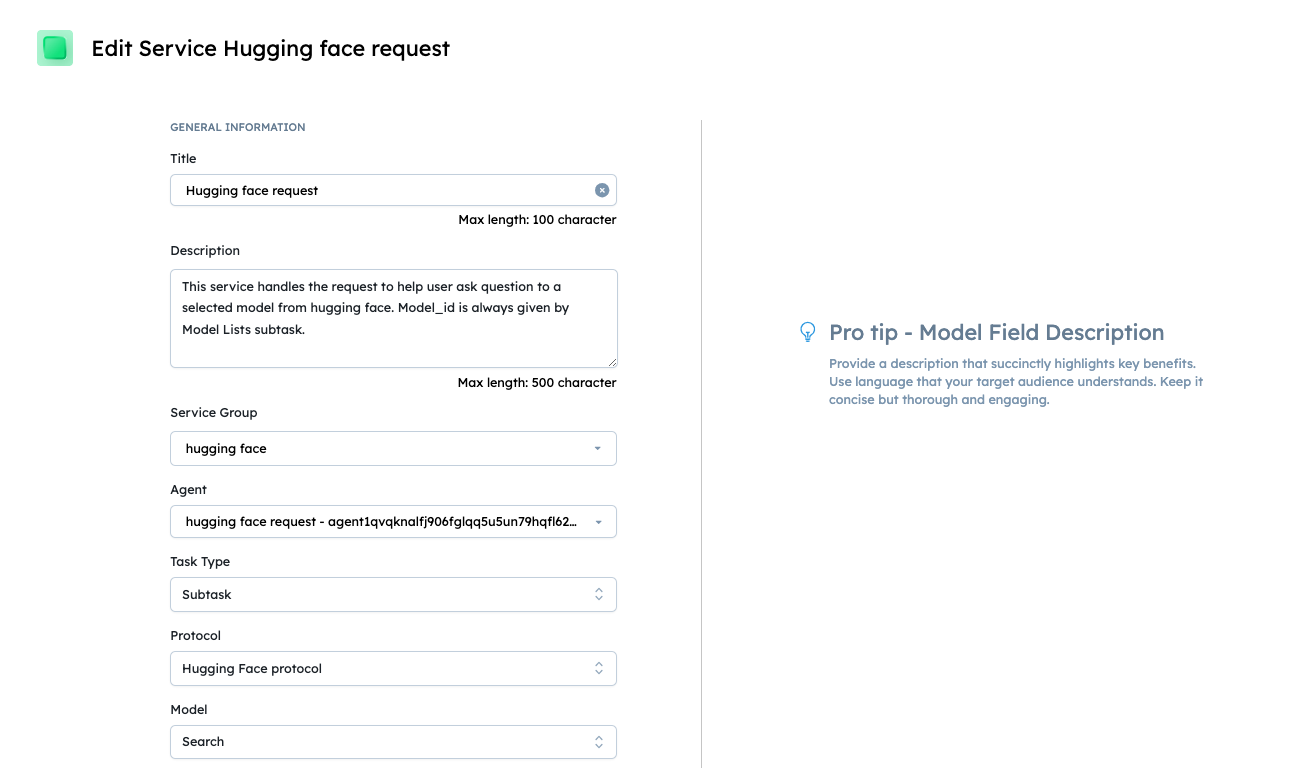 Edit Service Hugging face request
GENERAL INFORMATION
Title
Hugging face request
Max length: 100 character
Description
This service handles the request to help user ask question to a
selected model from hugging face. Model_id is always given by
Model Lists subtask.
Max length: 500 character
Service Group
hugging face
Agent
hugging face request - agent1qvqknalfj906fglqq5u5un79hqfl62...
Task Type
Subtask
Protocol
Hugging Face protocol
Model
Search
Pro tip - Model Field Description
Provide a description that succinctly highlights key benefits.
Use language that your target audience understands. Keep it
concise but thorough and engaging.